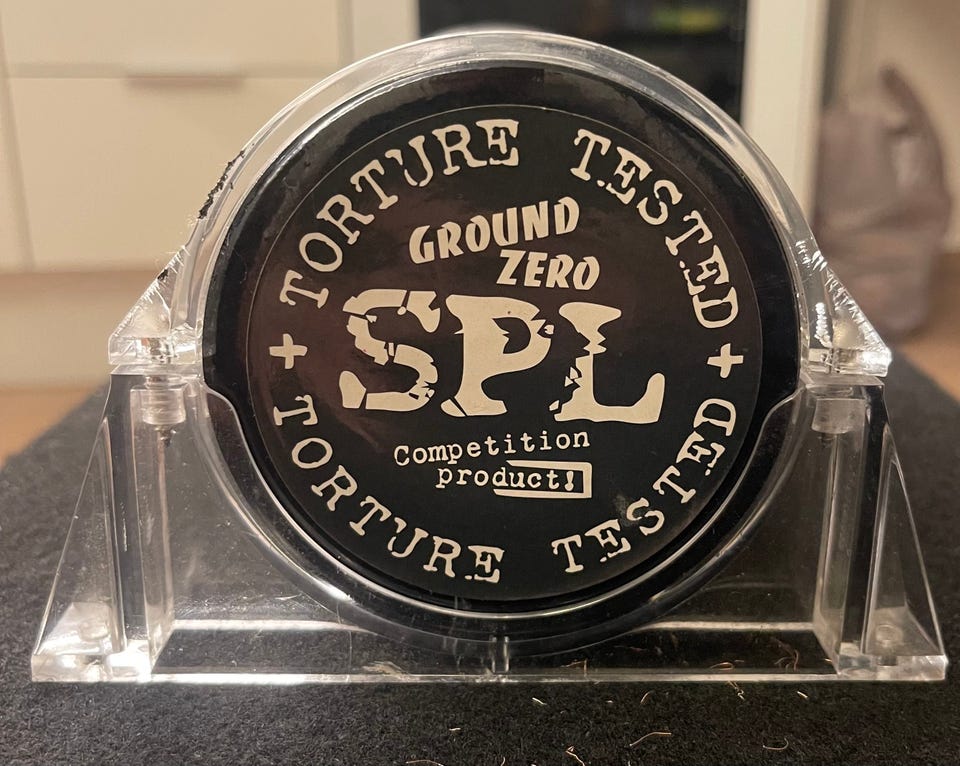 TORTURE TESTED
GROUND
ZERO
SPL
Competition
product!
TORTURE TESTED